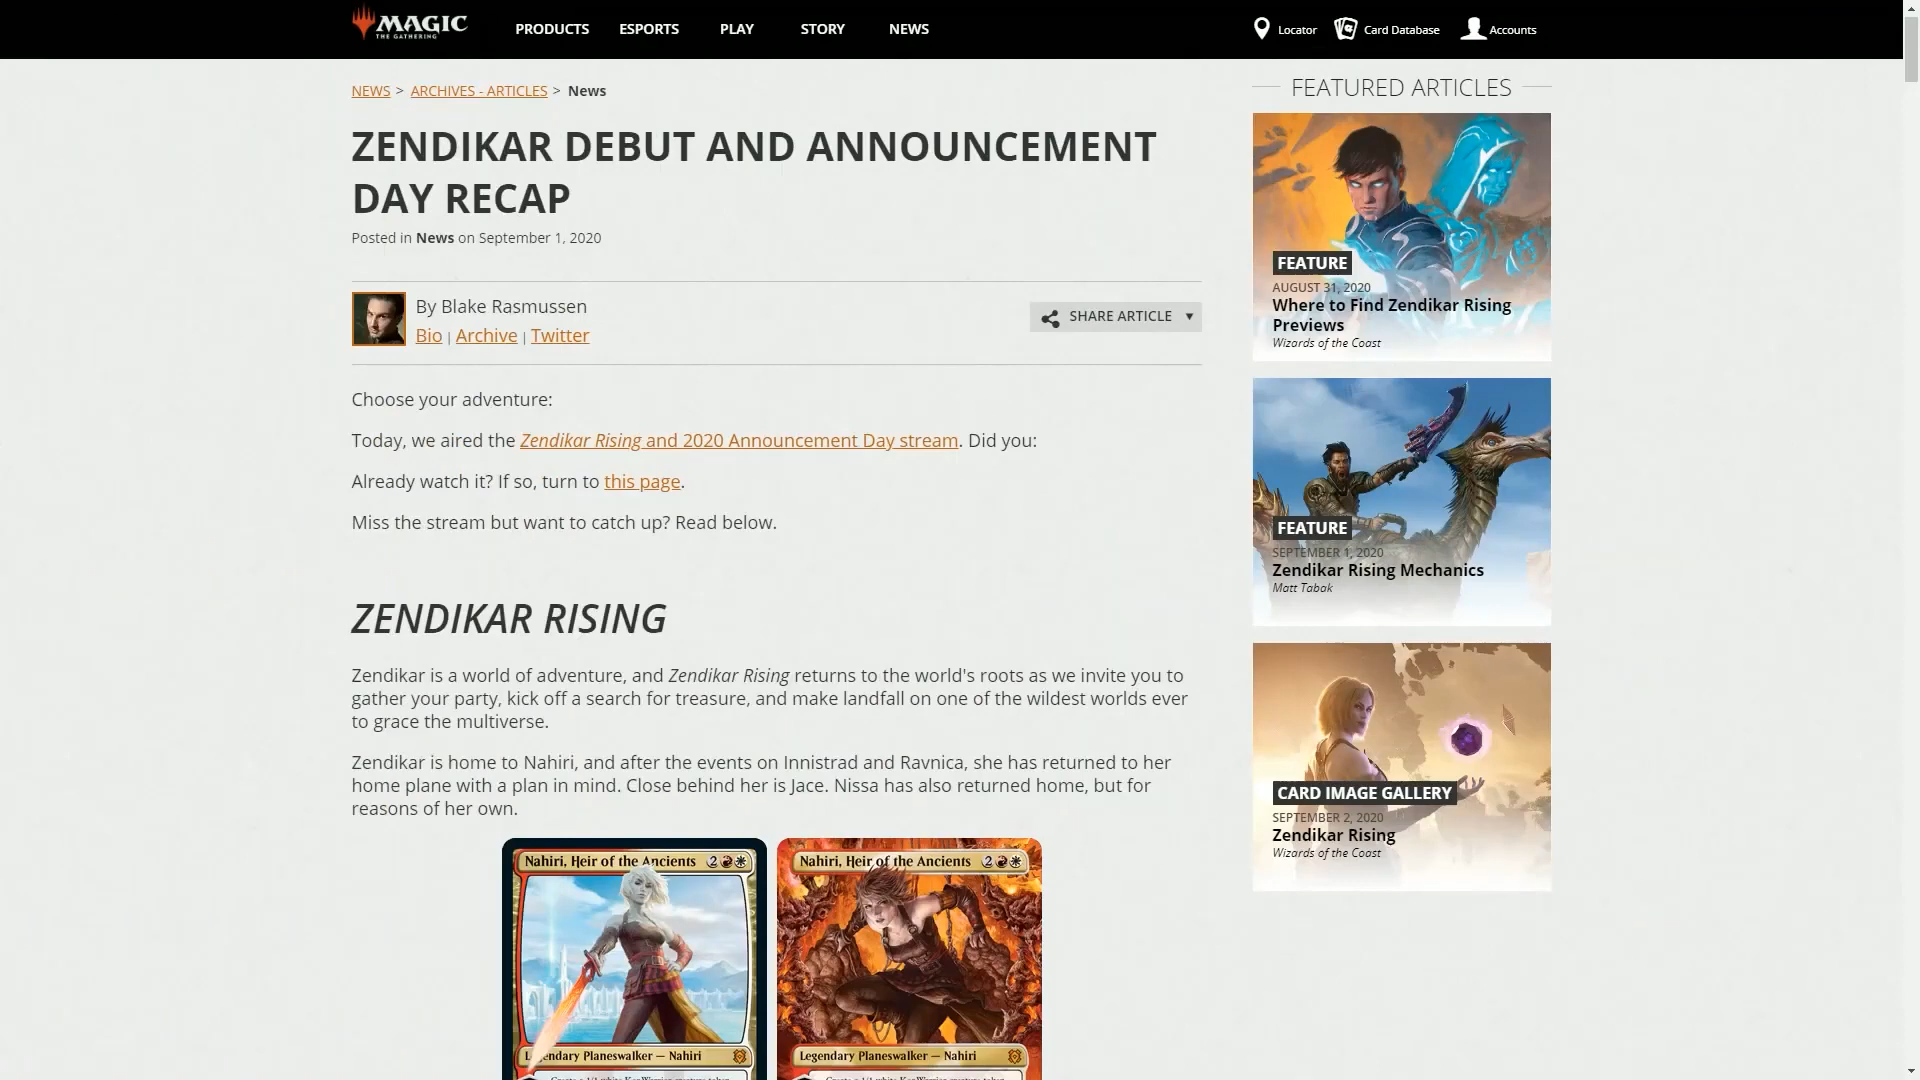 MAGIC
THE GATHERING
PRODUCTS
ESPORTS
PLAY
STORY
NEWS
Locator
Card Database
Accounts
NEWS > ARCHIVES - ARTICLES > News
ZENDIKAR DEBUT AND ANNOUNCEMENT
DAY RECAP
Posted in News on September 1, 2020
By Blake Rasmussen
Bio | Archive | Twitter
SHARE ARTICLE ▼
Choose your adventure:
Today, we aired the Zendikar Rising and 2020 Announcement Day stream. Did you:
Already watch it? If so, turn to this page.
Miss the stream but want to catch up? Read below.
ZENDIKAR RISING
Zendikar is a world of adventure, and Zendikar Rising returns to the world's roots as we invite you to
gather your party, kick off a search for treasure, and make landfall on one of the wildest worlds ever
to grace the multiverse.
Zendikar is home to Nahiri, and after the events on Innistrad and Ravnica, she has returned to her
home plane with a plan in mind. Close behind her is Jace. Nissa has also returned home, but for
reasons of her own.
Nahiri, Heir of the Ancients 2
Legendary Planeswalker — Nahiri
Nahiri, Heir of the Ancients 2
Legendary Planeswalker — Nahiri
FEATURED ARTICLES
FEATURE
AUGUST 31, 2020
Where to Find Zendikar Rising
Previews
Wizards of the Coast
FEATURE
SEPTEMBER 1, 2020
Zendikar Rising Mechanics
Matt Tabak
CARD IMAGE GALLERY
SEPTEMBER 2, 2020
Zendikar Rising
Wizards of the Coast